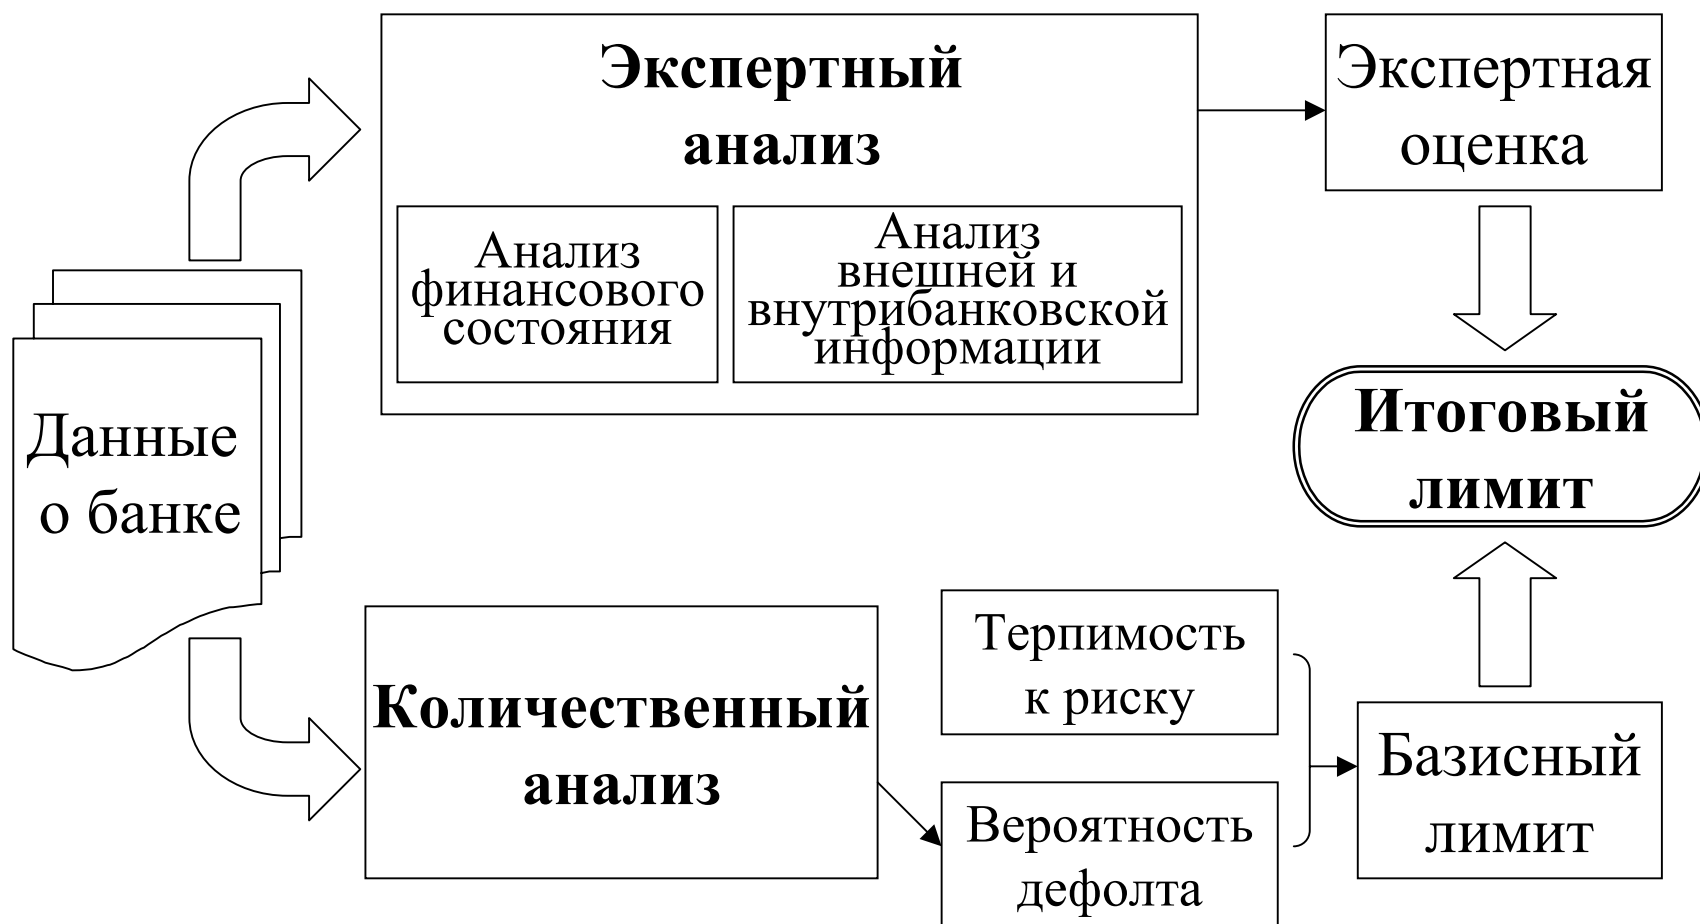 Экспертный
анализ
Экспертная
оценка
Анализ
финансового
состояния
Анализ
внешней и
внутрибанковской
информации
Данные
о банке
Итоговый
лимит
Количественный
анализ
Терпимость
к риску
Вероятность
дефолта
Базисный
лимит